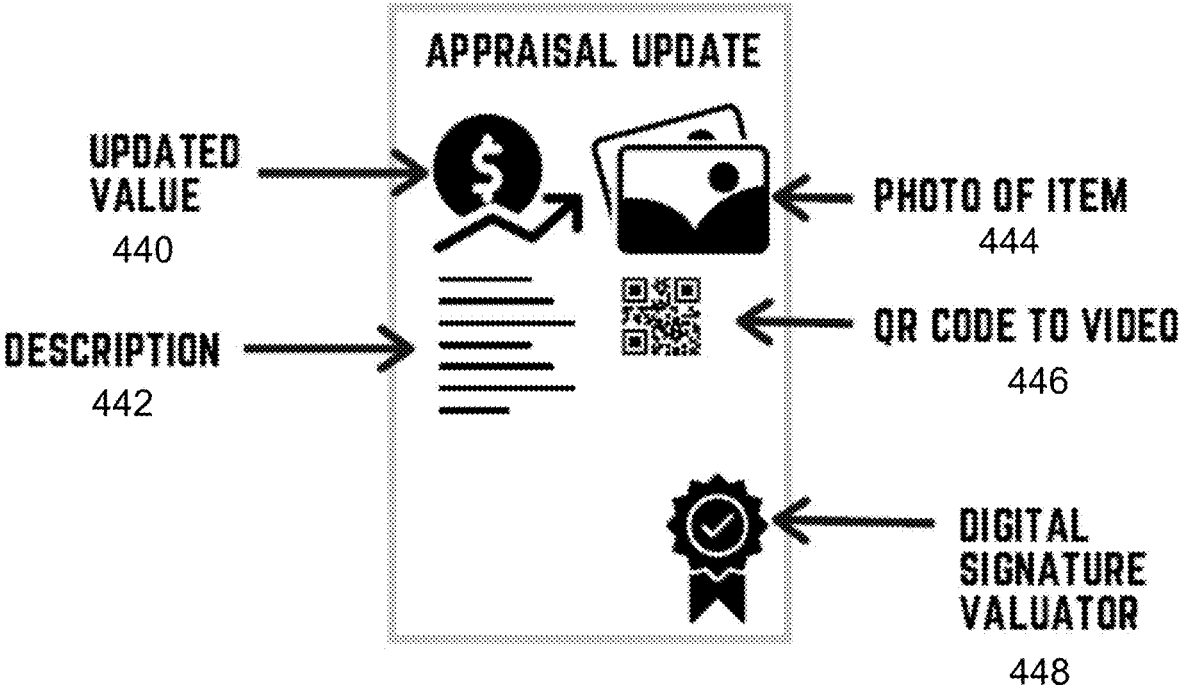 APPRAISAL UPDATE
UPDATED
VALUE
440
DESCRIPTION
442
PHOTO OF ITEM
444
QR CODE TO VIDEO
446
DIGITAL
SIGNATURE
VALUATOR
448